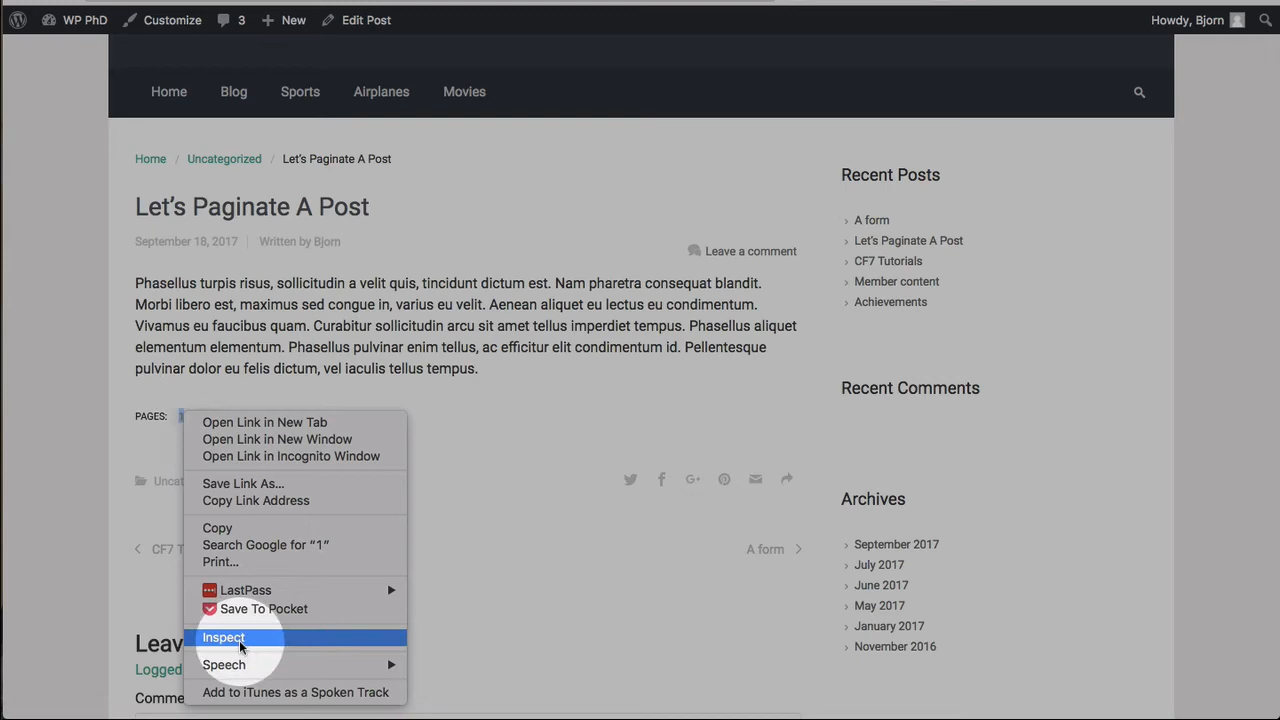 WP PhD Customize 3 New Edit Post Howdy, Bjorn
Home Blog Sports Airplanes Movies
Home / Uncategorized / Let's Paginate A Post
Let's Paginate A Post
September 18, 2017 Written by Bjorn
Leave a comment
Phasellus turpis risus, sollicitudin a velit quis, tincidunt dictum est. Nam pharetra consequat blandit.
Morbi libero est, maximus sed congue in, varius eu velit. Aenean aliquet eu lectus eu condimentum.
Vivamus eu faucibus quam. Curabitur sollicitudin arcu sit amet tellus imperdiet tempus. Phasellus aliquet
elementum elementum. Phasellus pulvinar enim tellus, ac efficitur elit condimentum id. Pellentesque
pulvinar dolor eu felis dictum, vel iaculis tellus tempus.
PAGES:
Open Link in New Tab
Open Link in New Window
Open Link in Incognito Window
Save Link As...
Copy Link Address
Copy
Search Google for “1”
Print...
LastPass
Save To Pocket
Inspect
Speech
Add to iTunes as a Spoken Track
Uncat
CF7 T
A form
Leav
Logged
Comme
Recent Posts
A form
Let's Paginate A Post
CF7 Tutorials
Member content
Achievements
Recent Comments
Archives
September 2017
July 2017
June 2017
May 2017
January 2017
November 2016